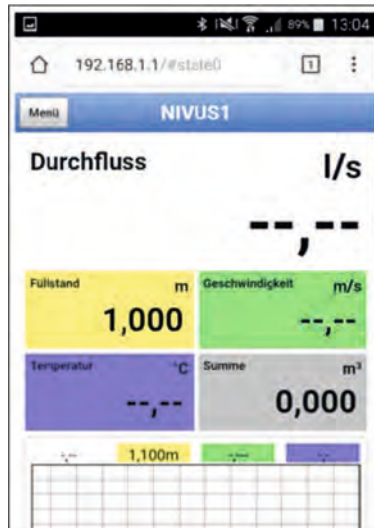 89% 13:04
192.168.1.1/#state0 1
Menü NIVUS1
Durchfluss l/s
--,--
Füllstand m
1,000
Geschwindigkeit m/s
--,--
Temperatur °C
--,--
Summe m³
0,000
-,-- 1,100m -,-- -,--